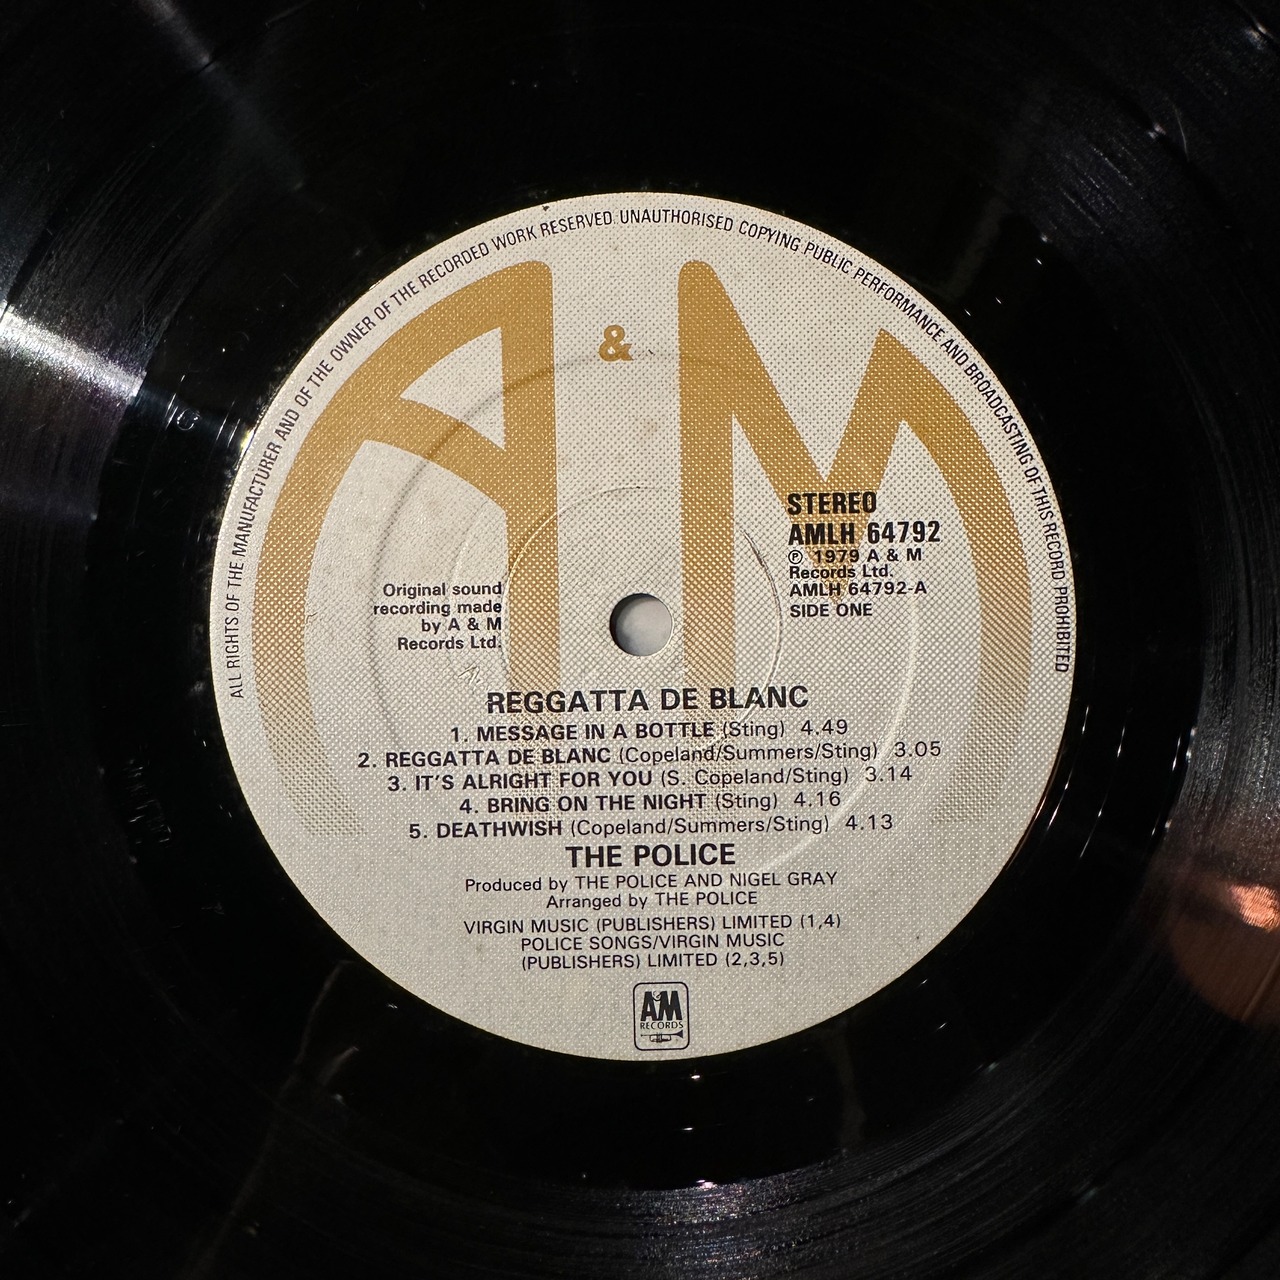 ALL RIGHTS OF THE MANUFACTURER AND OF THE OWNER OF THE RECORDED WORK RESERVED. UNAUTHORISED COPYING PUBLIC PERFORMANCE AND BROADCASTING OF THIS RECORD PROHIBITED
A & M
STEREO
AMLH 64792
℗ 1979 A & M
Records Ltd.
AMLH 64792-A
SIDE ONE
Original sound
recording made
by A & M
Records Ltd.
REGGATTA DE BLANC
1. MESSAGE IN A BOTTLE (Sting) 4.49
2. REGGATTA DE BLANC (Copeland/Summers/Sting) 3.05
3. IT'S ALRIGHT FOR YOU (S. Copeland/Sting) 3.14
4. BRING ON THE NIGHT (Sting) 4.16
5. DEATHWISH (Copeland/Summers/Sting) 4.13
THE POLICE
Produced by THE POLICE AND NIGEL GRAY
Arranged by THE POLICE
VIRGIN MUSIC (PUBLISHERS) LIMITED (1,4)
POLICE SONGS/VIRGIN MUSIC
(PUBLISHERS) LIMITED (2,3,5)
AM
RECORDS